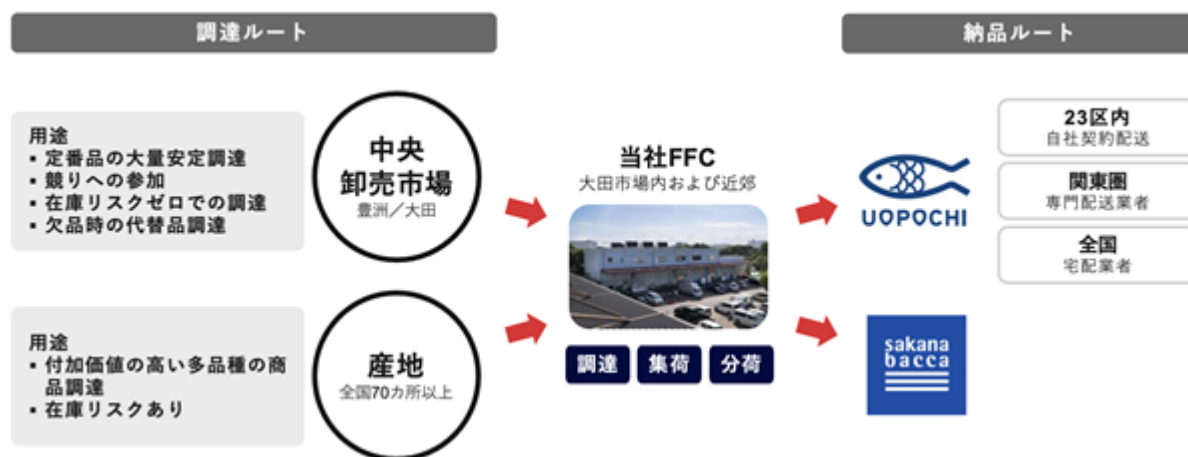 調達ルート
納品ルート
用途
▪ 定番品の大量安定調達
▪ 競りへの参加
▪ 在庫リスクゼロでの調達
▪ 欠品時の代替品調達
中央
卸売市場
豊洲／大田
用途
▪ 付加価値の高い多品種の商
品調達
▪ 在庫リスクあり
産地
全国70カ所以上
当社FFC
大田市場内および近郊
調達
集荷
分荷
UOPOCHI
23区内
自社契約配送
関東圏
専門配送業者
全国
宅配業者
sakana
bacca